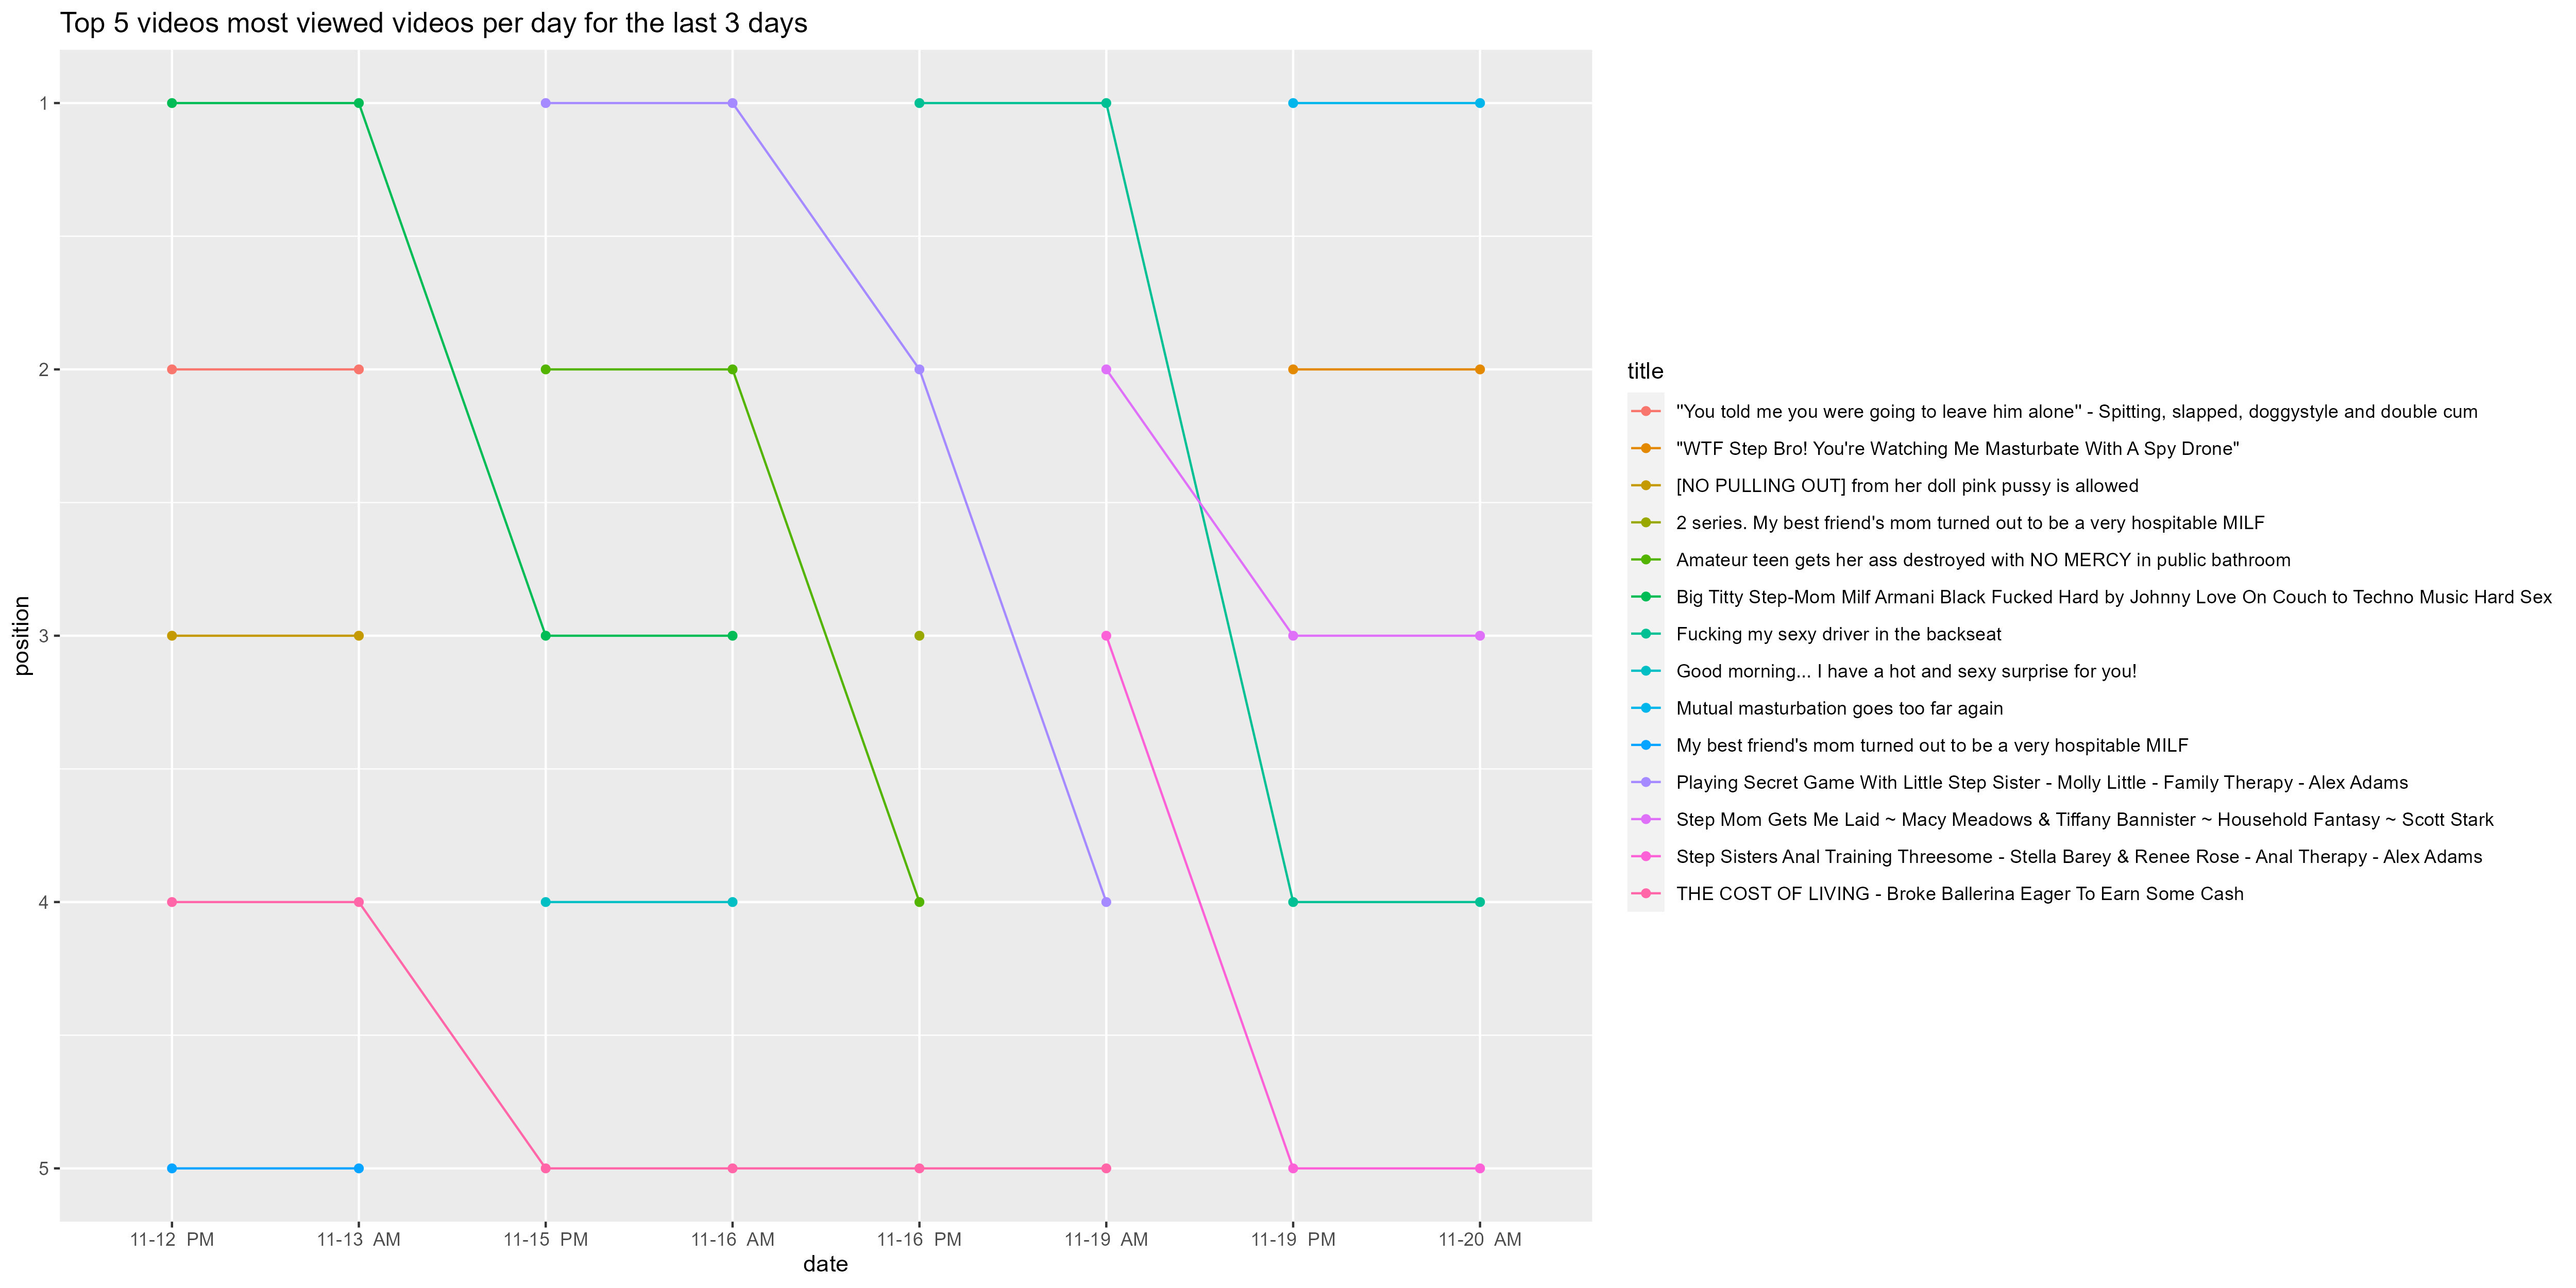 Top 5 videos most viewed videos per day for the last 3 days
position
1
2
3
4
5
11-12 PM
11-13 AM
11-15 PM
11-16 AM
11-16 PM
11-19 AM
11-19 PM
11-20 AM
date
title
"You told me you were going to leave him alone" - Spitting, slapped, doggystyle and double cum
"WTF Step Bro! You're Watching Me Masturbate With A Spy Drone"
[NO PULLING OUT] from her doll pink pussy is allowed
2 series. My best friend's mom turned out to be a very hospitable MILF
Amateur teen gets her ass destroyed with NO MERCY in public bathroom
Big Titty Step-Mom Milf Armani Black Fucked Hard by Johnny Love On Couch to Techno Music Hard Sex
Fucking my sexy driver in the backseat
Good morning... I have a hot and sexy surprise for you!
Mutual masturbation goes too far again
My best friend's mom turned out to be a very hospitable MILF
Playing Secret Game With Little Step Sister - Molly Little - Family Therapy - Alex Adams
Step Mom Gets Me Laid ~ Macy Meadows & Tiffany Bannister ~ Household Fantasy ~ Scott Stark
Step Sisters Anal Training Threesome - Stella Barey & Renee Rose - Anal Therapy - Alex Adams
THE COST OF LIVING - Broke Ballerina Eager To Earn Some Cash